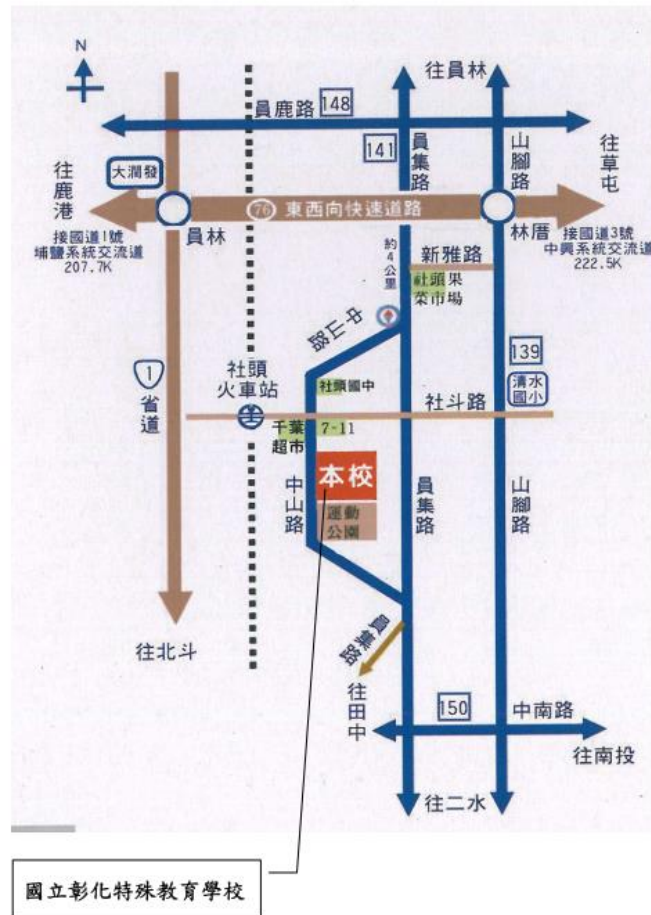 N
往員林
員鹿路 148
141
員集路
山腳路
往鹿港
大潤發
往草屯
76 東西向快速道路
員林
林厝
接國道1號
埔鹽系統交流道
207.7K
接國道3號
中興系統交流道
222.5K
約4公里
新雅路
社頭果
菜市場
中山路
1
省道
社頭
火車站
社頭國中
139
清水
國小
社斗路
千葉
超市
7-11
本校
中山路
運動
公園
員集路
山腳路
往北斗
員集路
往田中
150
中南路
往南投
往二水
國立彰化特殊教育學校